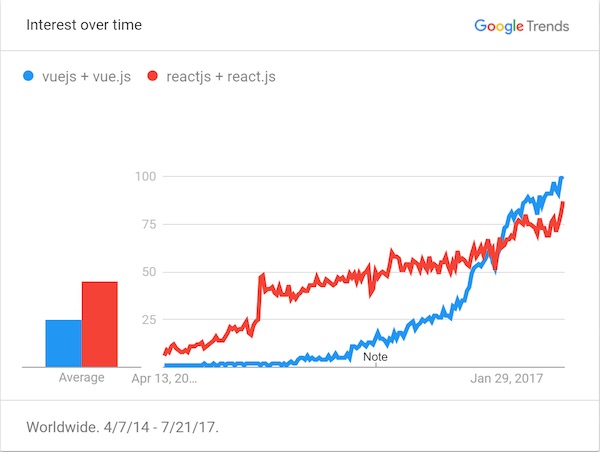 Interest over time
Google Trends
vuejs + vue.js
reactjs + react.js
100
75
50
25
Note
Average
Apr 13, 20...
Jan 29, 2017
Worldwide. 4/7/14 - 7/21/17.